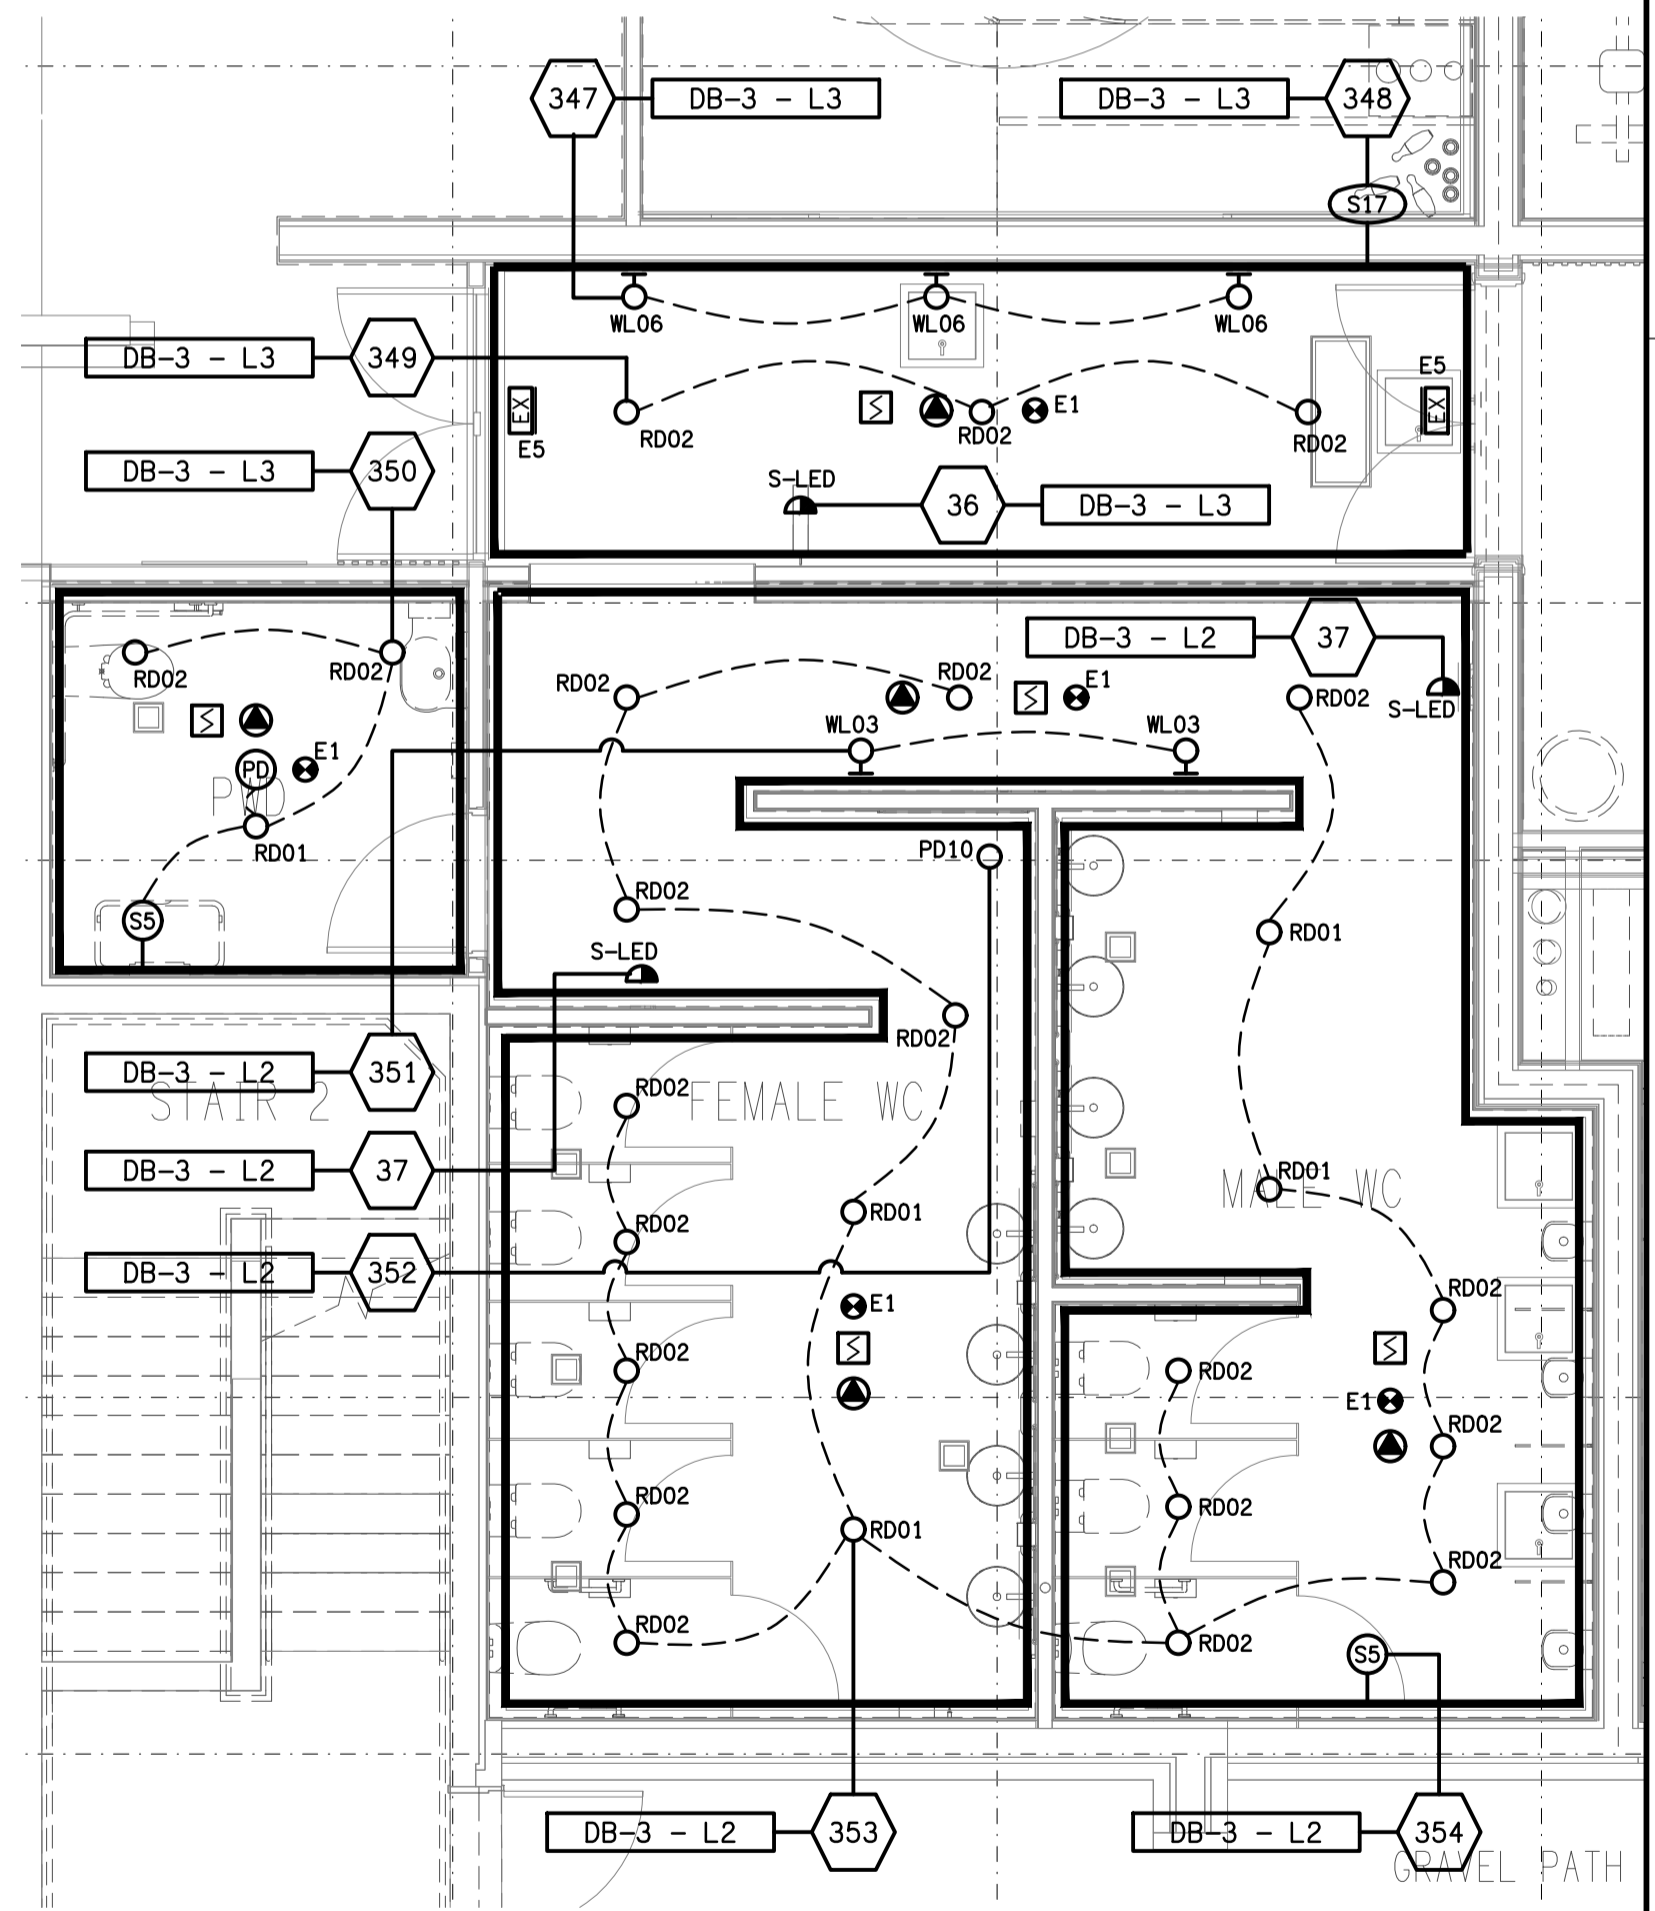 347 DB-3 - L3 DB-3 - L3 348
S17
WL06 WL06 WL06
DB-3 - L3 349
E5
EX RD02 RD02 E1 RD02 EX
E5
DB-3 - L3 350
S-LED
36 DB-3 - L3
DB-3 - L2 37
RD02 RD02 RD02 RD02 E1 RD02 S-LED
WL03 WL03
PD E1
PWD
RD01
PD10
RD02
S5
RD01
S-LED
RD02
DB-3 - L2 351
STAIR 2
RD02 FEMALE WC
DB-3 - L2 37
RD01
MALE WC
RD02 RD01
DB-3 - L2 352
RD02
E1
RD02 RD02
E1
RD02
RD02 RD02
RD01
RD02
RD02 RD02
S5
DB-3 - L2 353 DB-3 - L2 354
GRAVEL PATH